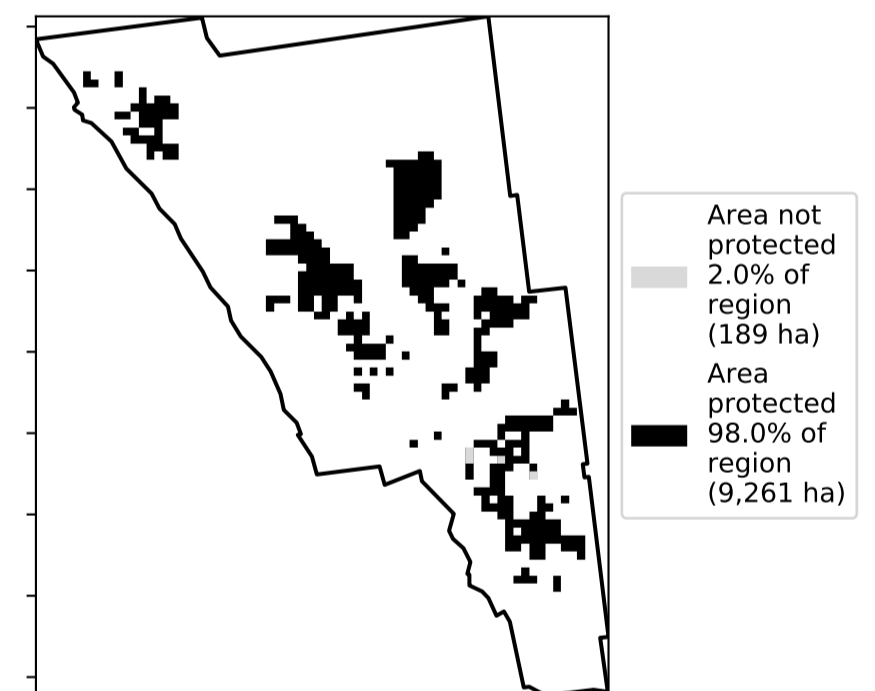 Area not
protected
2.0% of
region
(189 ha)
Area
protected
98.0% of
region
(9,261 ha)